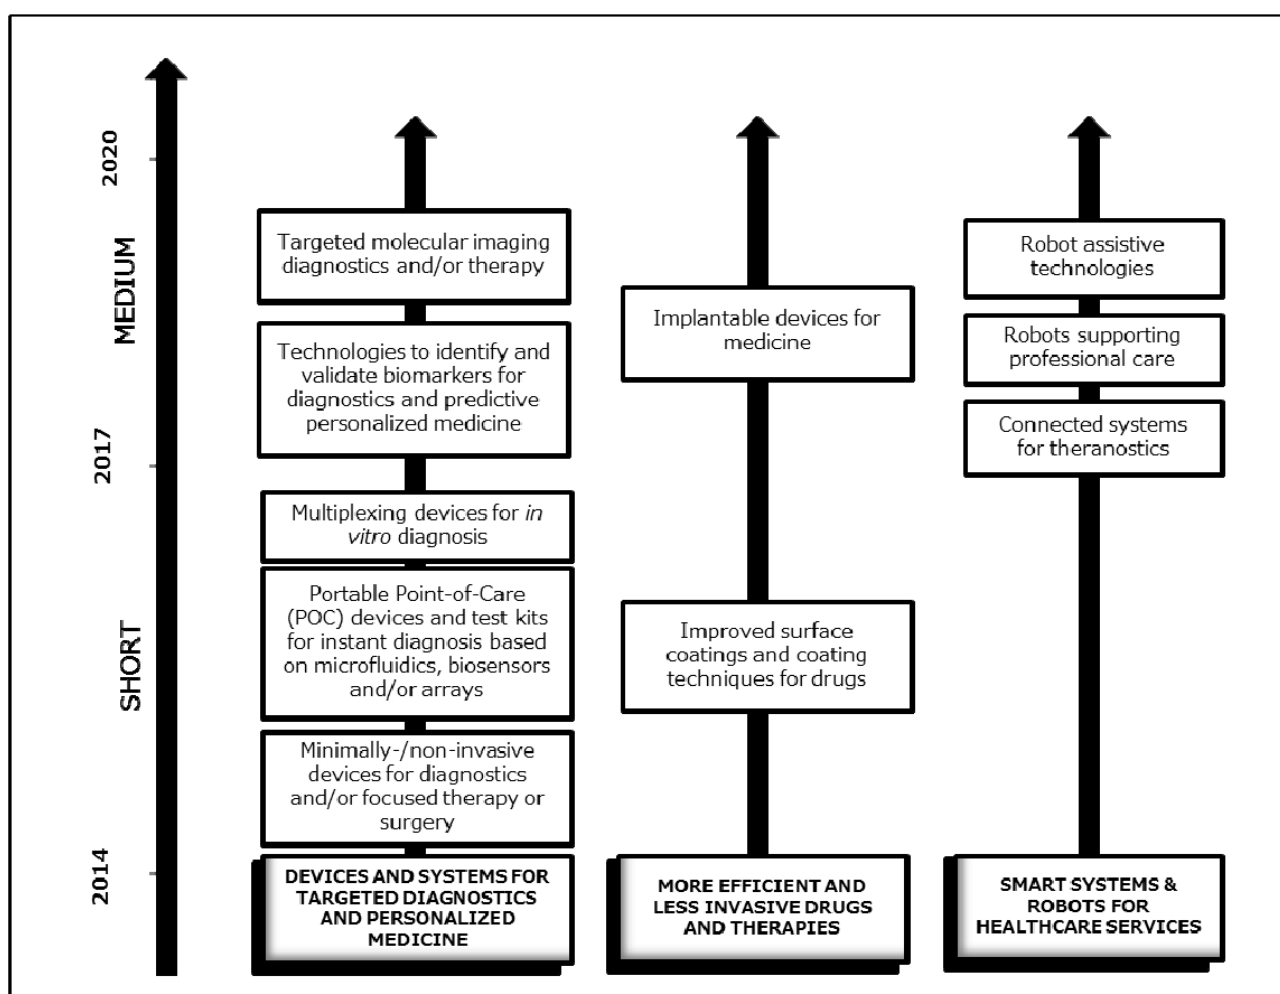 2020
MEDIUM
2017
SHORT
2014
Targeted molecular imaging
diagnostics and/or therapy
Technologies to identify and
validate biomarkers for
diagnostics and predictive
personalized medicine
Multiplexing devices for in
vitro diagnosis
Portable Point-of-Care
(POC) devices and test kits
for instant diagnosis based
on microfluidics, biosensors
and/or arrays
Minimally-/non-invasive
devices for diagnostics
and/or focused therapy or
surgery
DEVICES AND SYSTEMS FOR
TARGETED DIAGNOSTICS
AND PERSONALIZED
MEDICINE
Implantable devices for
medicine
Improved surface
coatings and coating
techniques for drugs
MORE EFFICIENT AND
LESS INVASIVE DRUGS
AND THERAPIES
Robot assistive
technologies
Robots supporting
professional care
Connected systems
for theranostics
SMART SYSTEMS &
ROBOTS FOR
HEALTHCARE SERVICES